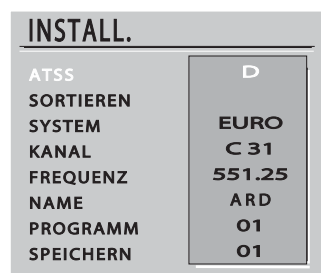 INSTALL.
ATSS D
SORTIEREN
SYSTEM EURO
KANAL C 31
FREQUENZ 551.25
NAME ARD
PROGRAMM 01
SPEICHERN 01